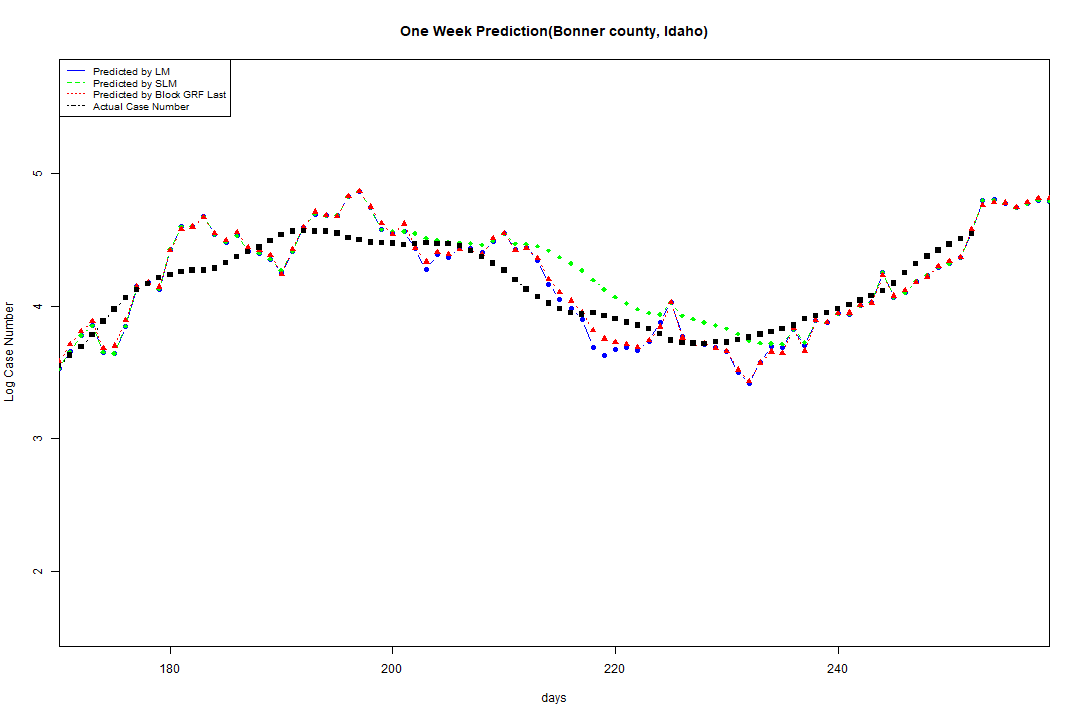 One Week Prediction(Bonner county, Idaho)
Predicted by LM
Predicted by SLM
Predicted by Block GRF Last
Actual Case Number
5
4
3
2
Log Case Number
180 200 220 240
days